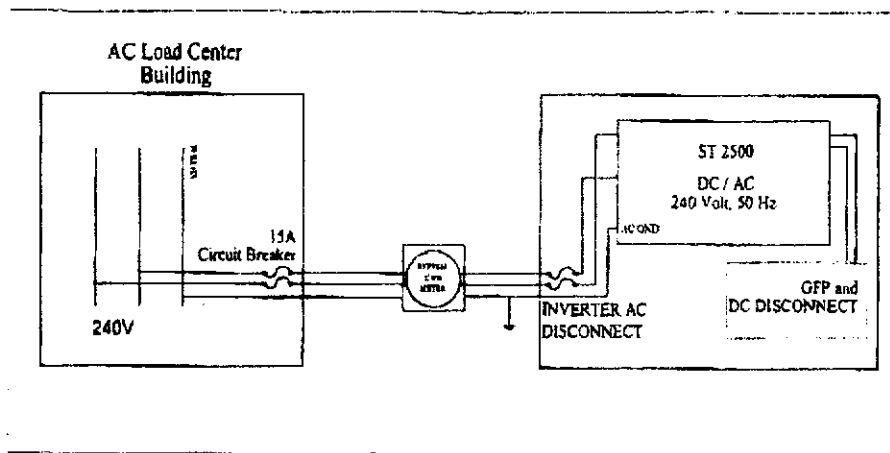 AC Load Center
Building
15A
Circuit Breaker
240V
METER
INVERTER AC
DISCONNECT
ST 2500
DC / AC
240 Volt, 50 Hz
AC GND
GFP and
DC DISCONNECT